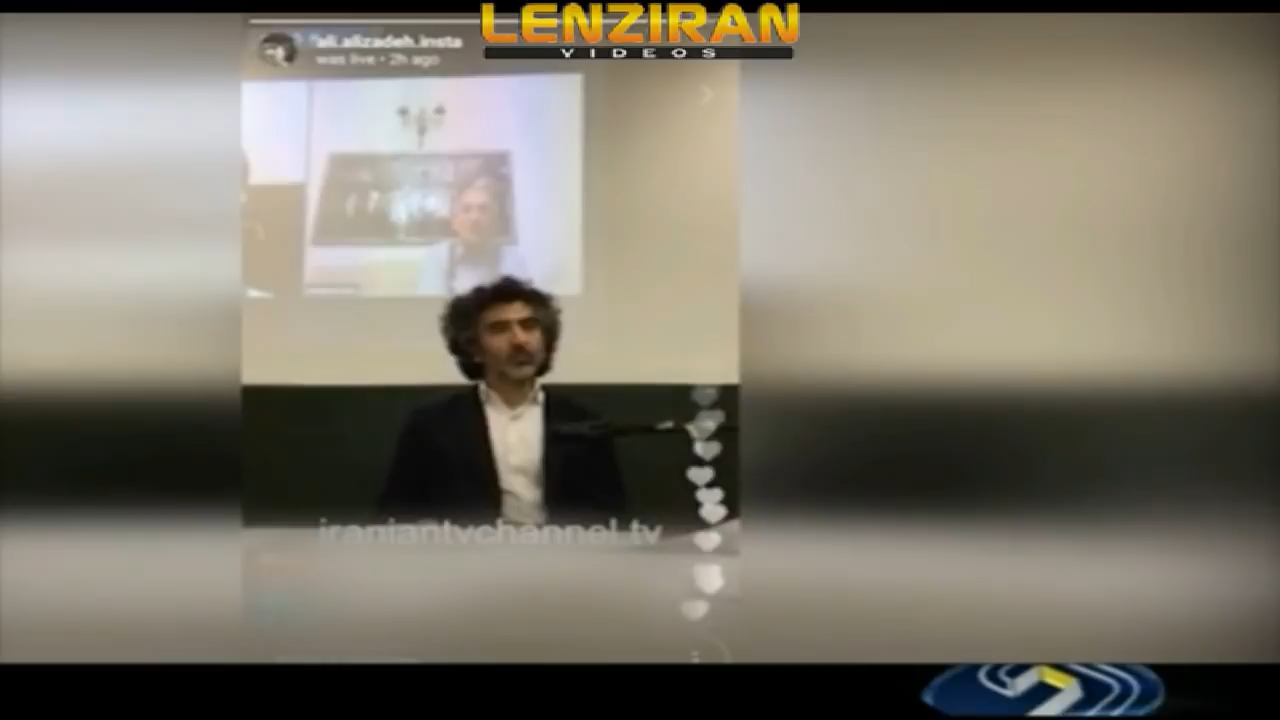 LENZIRAN
VIDEOS
ali.alizadeh.insta
was live • 2h ago
iraniantvchannel.tv